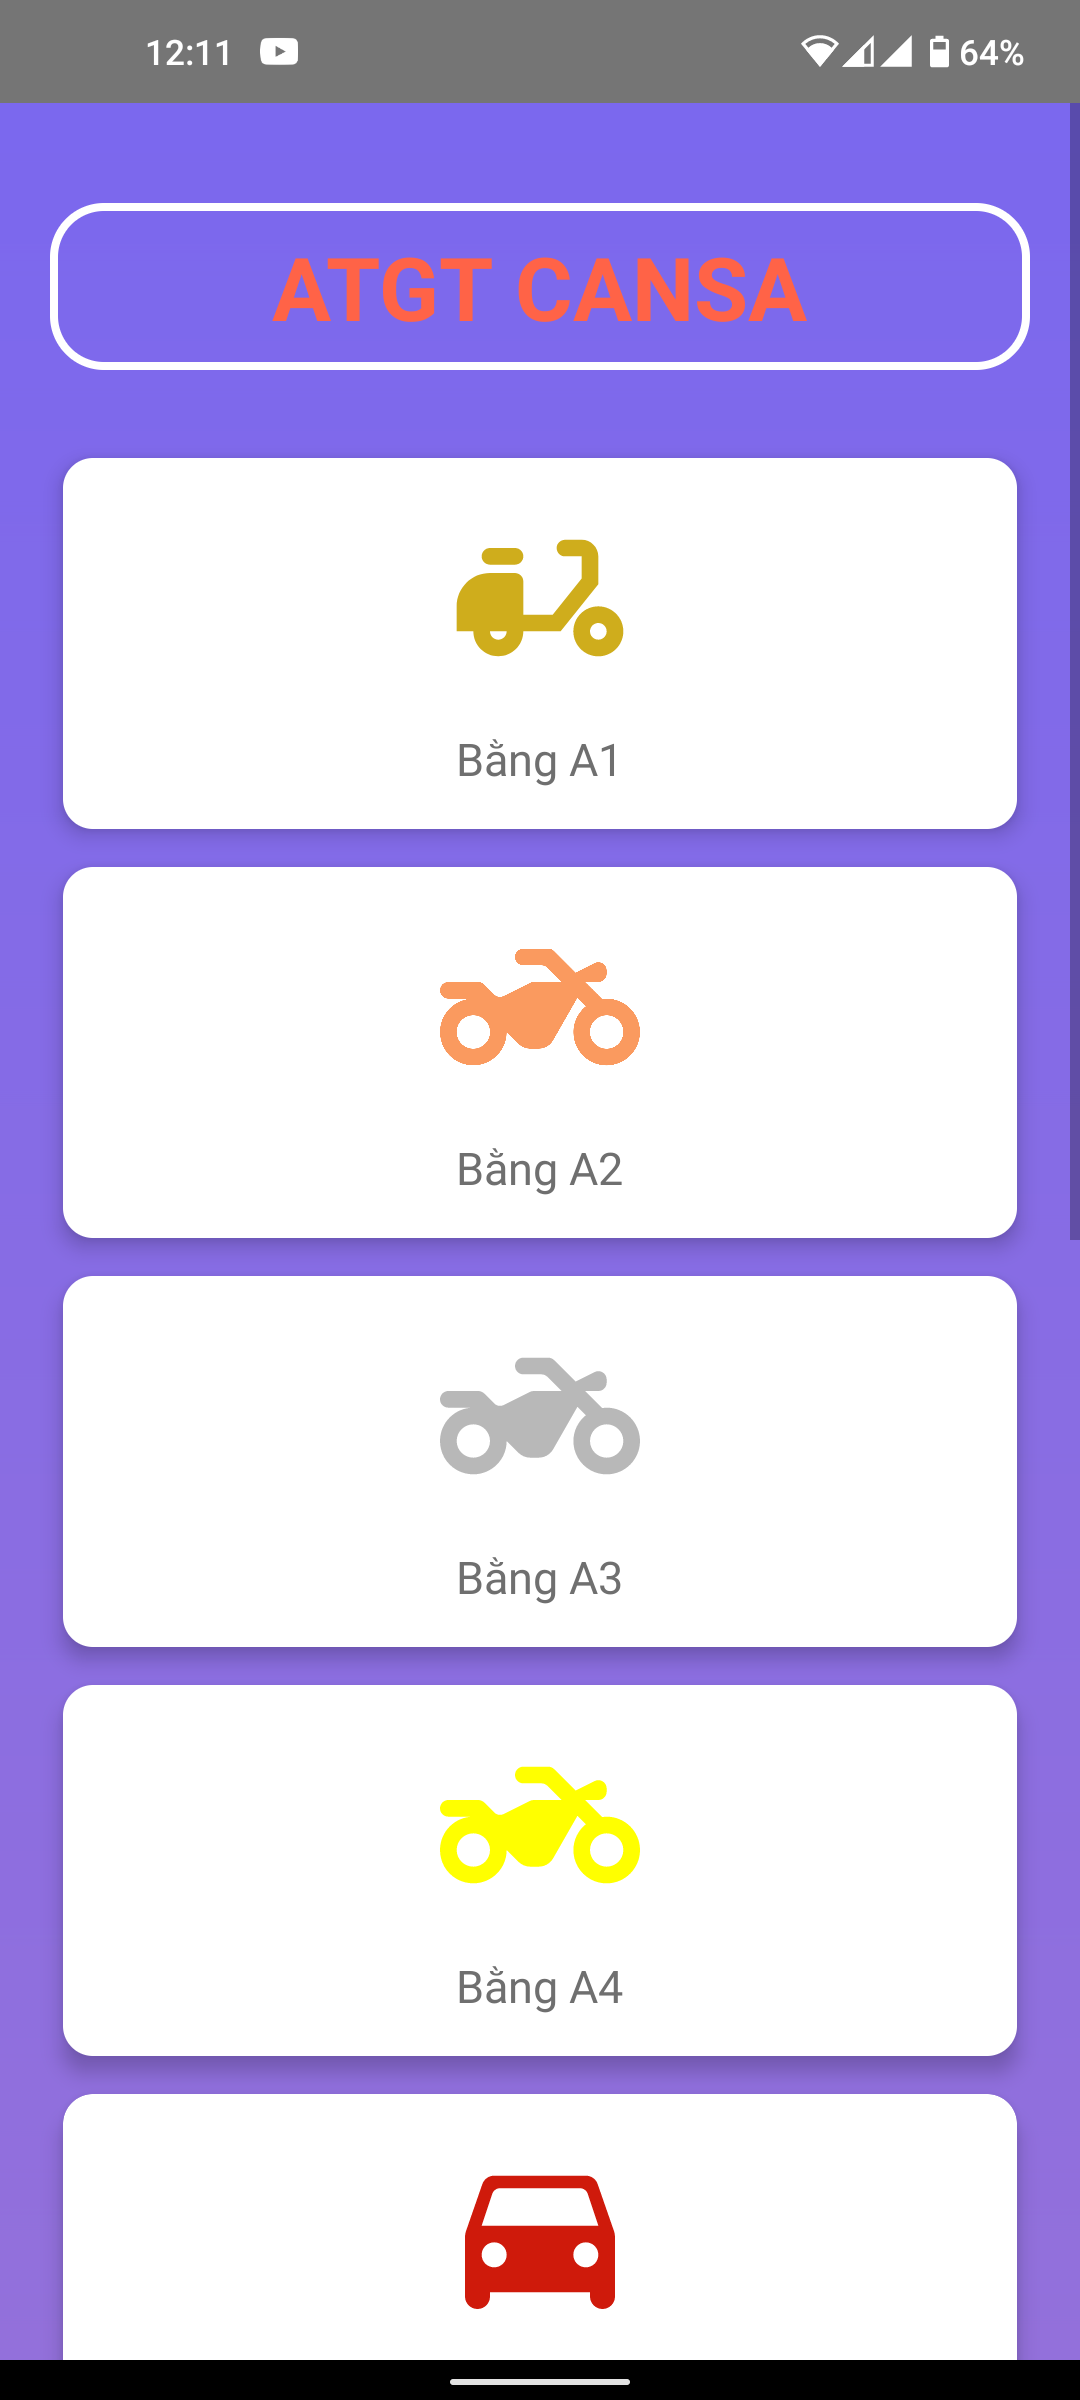 12:11
64%
ATGT CANSA
Bằng A1
Bằng A2
Bằng A3
Bằng A4